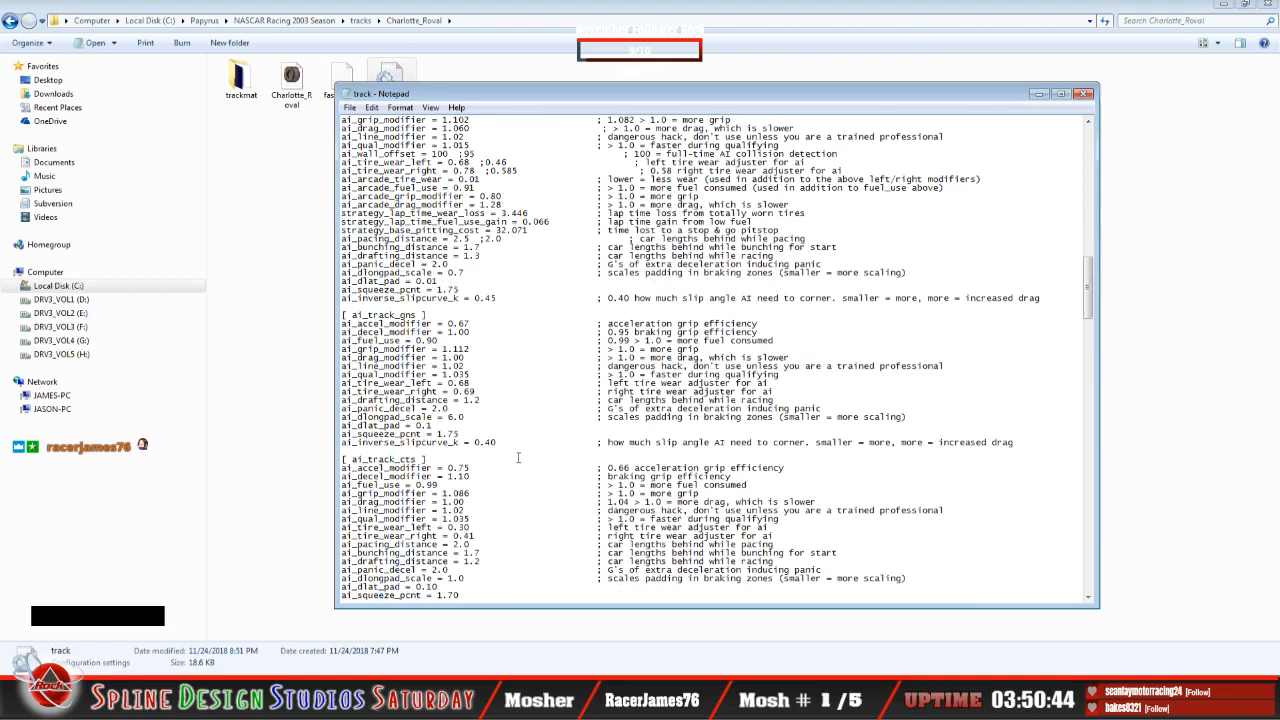 Computer ▸ Local Disk (C:) ▸ Papyrus ▸ NASCAR Racing 2003 Season ▸ tracks ▸ Charlotte_Roval ▸
Search Charlotte_Roval
Organize Open Print Burn New folder
9/10
Favorites
Desktop
Downloads
Recent Places
OneDrive
Libraries
Documents
Music
Pictures
Subversion
Videos
Homegroup
Computer
Local Disk (C:)
DRV3_VOL1 (D:)
DRV3_VOL2 (E:)
DRV3_VOL3 (F:)
DRV3_VOL4 (G:)
DRV3_VOL5 (H:)
Network
JAMES-PC
JASON-PC
racerjames76
trackmat
Charlotte_R
oval
fas
track - Notepad
File Edit Format View Help
ai_grip_modifier = 1.102 ; 1.082 > 1.0 = more grip
ai_drag_modifier = 1.060 ; > 1.0 = more drag, which is slower
ai_line_modifier = 1.02 ; dangerous hack, don't use unless you are a trained professional
ai_qual_modifier = 1.015 ; > 1.0 = faster during qualifying
ai_wall_offset = 100 ;95 ; 100 = full-time AI collision detection
ai_tire_wear_left = 0.68 ;0.46 ; left tire wear adjuster for ai
ai_tire_wear_right = 0.78 ;0.585 ; 0.58 right tire wear adjuster for ai
ai_arcade_tire_wear = 0.01 ; lower = less wear (used in addition to the above left/right modifiers)
ai_arcade_fuel_use = 0.91 ; > 1.0 = more fuel consumed (used in addition to fuel_use above)
ai_arcade_grip_modifier = 0.80 ; > 1.0 = more grip
ai_arcade_drag_modifier = 1.28 ; > 1.0 = more drag, which is slower
strategy_lap_time_wear_loss = 3.446 ; lap time loss from totally worn tires
strategy_lap_time_fuel_use_gain = 0.066 ; lap time gain from low fuel
strategy_base_pitting_cost = 32.071 ; time lost to a stop & go pitstop
ai_pacing_distance = 2.5 ;2.0 ; car lengths behind while pacing
ai_bunching_distance = 1.7 ; car lengths behind while bunching for start
ai_drafting_distance = 1.3 ; car lengths behind while racing
ai_panic_decel = 2.0 ; G's of extra deceleration inducing panic
ai_dlongpad_scale = 0.7 ; scales padding in braking zones (smaller = more scaling)
ai_dlat_pad = 0.01
ai_squeeze_pcnt = 1.75
ai_inverse_slipcurve_k = 0.45 ; 0.40 how much slip angle AI need to corner. smaller = more, more = increased drag
[ ai_track_gns ]
ai_accel_modifier = 0.67 ; acceleration grip efficiency
ai_decel_modifier = 1.00 ; 0.95 braking grip efficiency
ai_fuel_use = 0.90 ; 0.99 > 1.0 = more fuel consumed
ai_grip_modifier = 1.112 ; > 1.0 = more grip
ai_drag_modifier = 1.00 ; > 1.0 = more drag, which is slower
ai_line_modifier = 1.02 ; dangerous hack, don't use unless you are a trained professional
ai_qual_modifier = 1.035 ; > 1.0 = faster during qualifying
ai_tire_wear_left = 0.68 ; left tire wear adjuster for ai
ai_tire_wear_right = 0.69 ; right tire wear adjuster for ai
ai_drafting_distance = 1.2 ; car lengths behind while racing
ai_panic_decel = 2.0 ; G's of extra deceleration inducing panic
ai_dlongpad_scale = 6.0 ; scales padding in braking zones (smaller = more scaling)
ai_dlat_pad = 0.1
ai_squeeze_pcnt = 1.75
ai_inverse_slipcurve_k = 0.40 ; how much slip angle AI need to corner. smaller = more, more = increased drag
[ ai_track_cts ]
ai_accel_modifier = 0.75 ; 0.66 acceleration grip efficiency
ai_decel_modifier = 1.10 ; braking grip efficiency
ai_fuel_use = 0.99 ; > 1.0 = more fuel consumed
ai_grip_modifier = 1.086 ; > 1.0 = more grip
ai_drag_modifier = 1.00 ; 1.04 > 1.0 = more drag, which is slower
ai_line_modifier = 1.02 ; dangerous hack, don't use unless you are a trained professional
ai_qual_modifier = 1.035 ; > 1.0 = faster during qualifying
ai_tire_wear_left = 0.30 ; left tire wear adjuster for ai
ai_tire_wear_right = 0.41 ; right tire wear adjuster for ai
ai_pacing_distance = 2.0 ; car lengths behind while pacing
ai_bunching_distance = 1.7 ; car lengths behind while bunching for start
ai_drafting_distance = 1.2 ; car lengths behind while racing
ai_panic_decel = 2.0 ; G's of extra deceleration inducing panic
ai_dlongpad_scale = 1.0 ; scales padding in braking zones (smaller = more scaling)
ai_dlat_pad = 0.10
ai_squeeze_pcnt = 1.70
track Date modified: 11/24/2018 8:51 PM Date created: 11/24/2018 7:47 PM
onfiguration settings Size: 18.6 KB
SPLINE DESIGN STUDIOS SATURDAY Mosher RacerJames76 Mosh # 1 / 5 UPTIME 03:50:44
seanlaymotorracing24 [Follow]
bakes8321 [Follow]